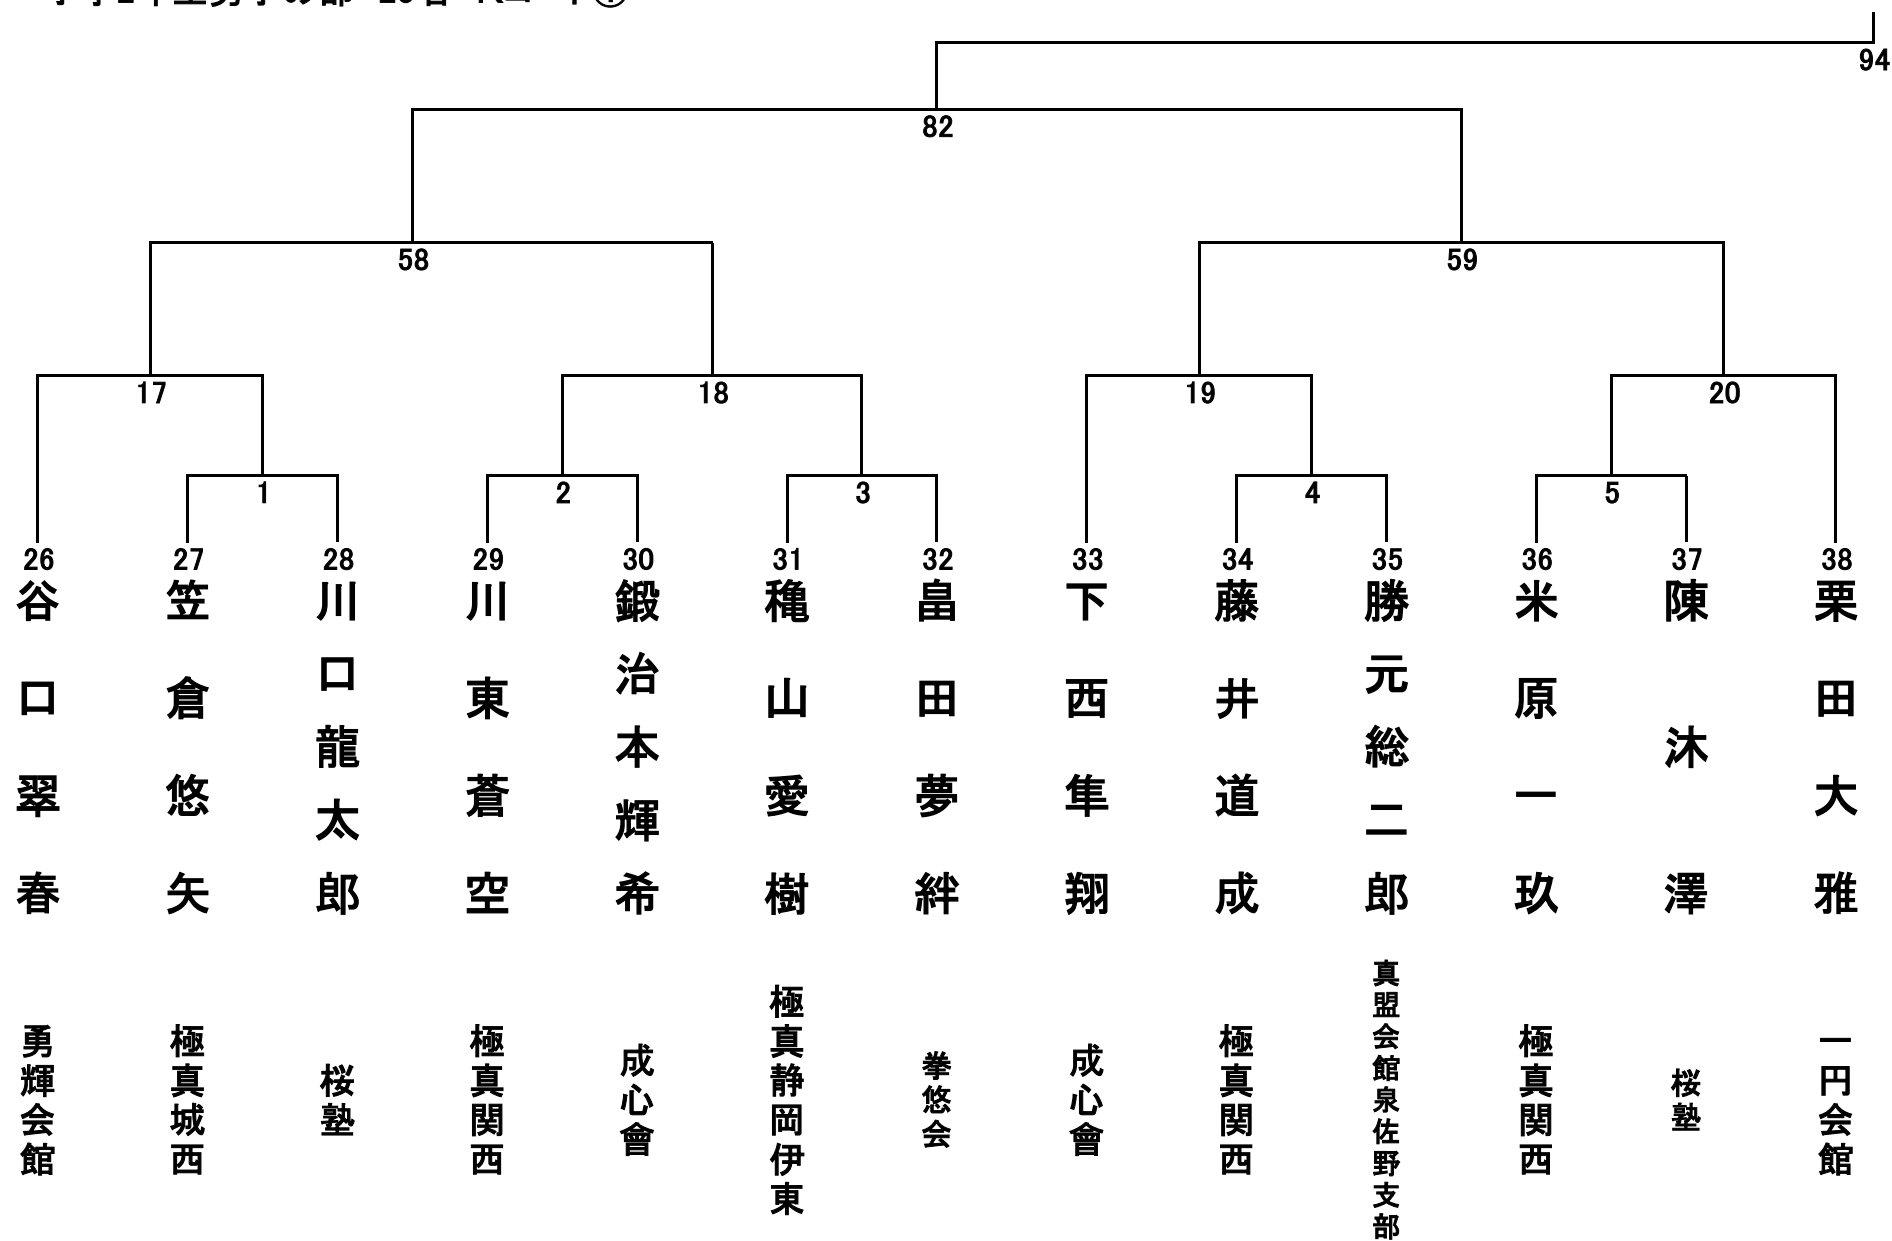 94
82
58
59
17
18
19
20
1
2
3
4
5
26
27
28
29
30
31
32
33
34
35
36
37
38
谷口翠春
笠倉悠矢
川口龍太郎
川東蒼空
鍛治本輝希
穐山愛樹
畠田夢絆
下西隼翔
藤井道成
勝元総二郎
米原一玖
陳沐澤
栗田大雅
勇輝会館
極真城西
桜塾
極真関西
成心會
極真静岡伊東
拳悠会
成心會
極真関西
真盟会館泉佐野支部
極真関西
桜塾
一円会館